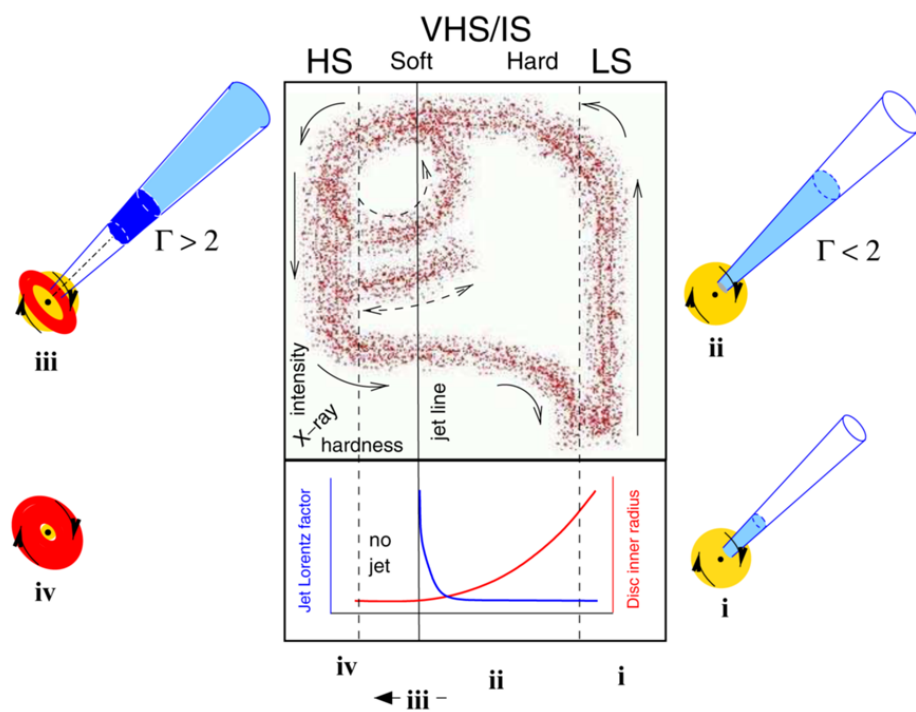 VHS/IS
HS
Soft
Hard
LS
Γ > 2
Γ < 2
iii
ii
intensity
X-ray
hardness
jet line
Jet Lorentz factor
no
jet
Disc inner radius
iv
i
iv
iii
ii
i